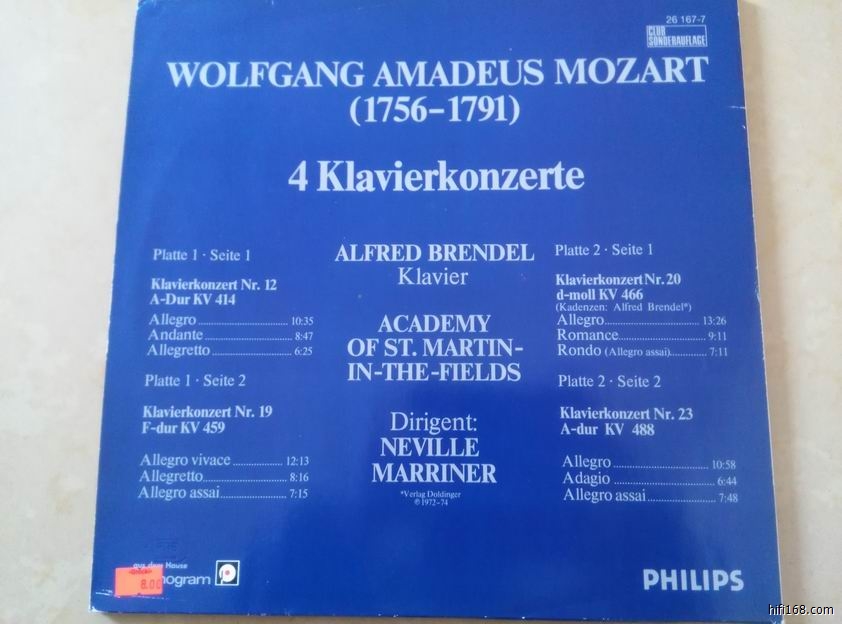 26 167-7
CLUB
SONDERAUFLAGE
WOLFGANG AMADEUS MOZART
(1756-1791)
4 Klavierkonzerte
Platte 1 · Seite 1
Klavierkonzert Nr. 12
A-Dur KV 414
Allegro 10:35
Andante 8:47
Allegretto 6:25
Platte 1 · Seite 2
Klavierkonzert Nr. 19
F-dur KV 459
Allegro vivace 12:13
Allegretto 8:16
Allegro assai 7:15
ALFRED BRENDEL
Klavier
ACADEMY
OF ST. MARTIN-
IN-THE-FIELDS
Dirigent:
NEVILLE
MARRINER
*Verlag Doldinger
℗ 1972-74
Platte 2 · Seite 1
Klavierkonzert Nr. 20
d-moll KV 466
(Kadenzen: Alfred Brendel*)
Allegro 13:26
Romance 9:11
Rondo (Allegro assai) 7:11
Platte 2 · Seite 2
Klavierkonzert Nr. 23
A-dur KV 488
Allegro 10:58
Adagio 6:44
Allegro assai 7:48
aus dem House
8.00
PHILIPS
hifi168.com